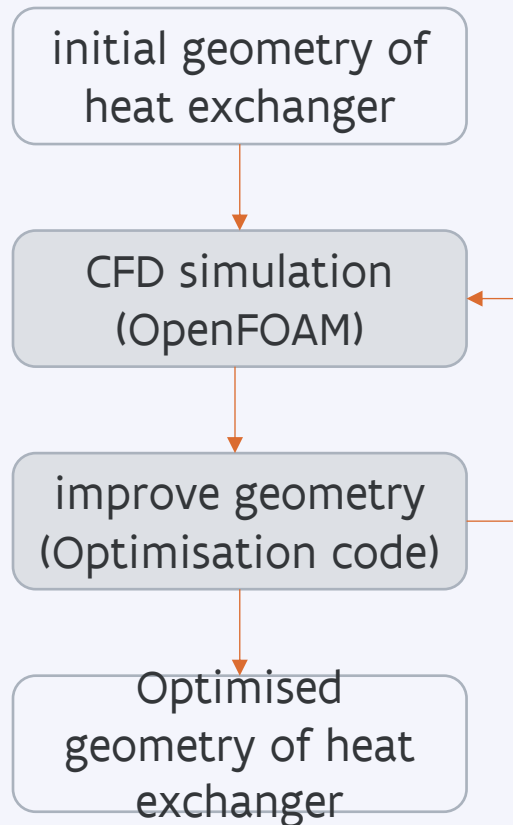 initial geometry of
heat exchanger
CFD simulation
(OpenFOAM)
improve geometry
(Optimisation code)
Optimised
geometry of heat
exchanger